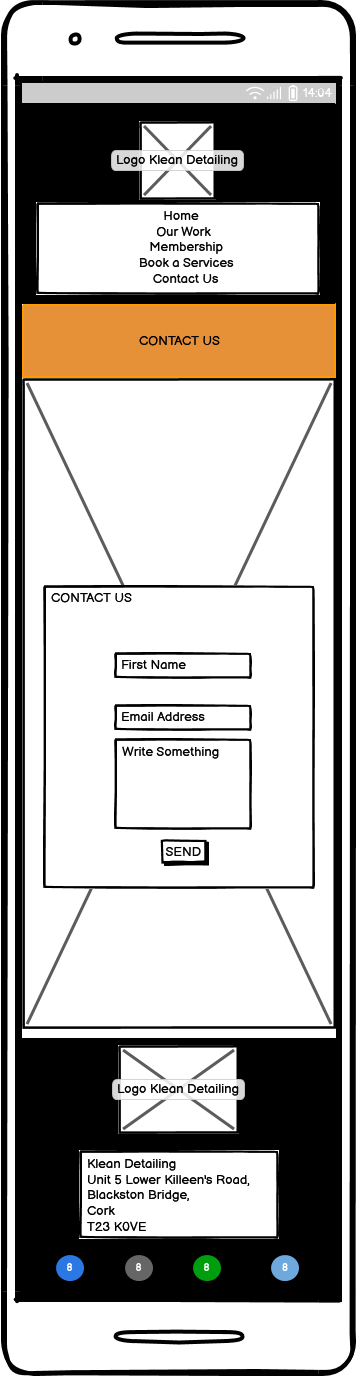 14:04
Logo Klean Detailing
Home
Our Work
Membership
Book a Services
Contact Us
CONTACT US
CONTACT US
First Name
Email Address
Write Something
SEND
Logo Klean Detailing
Klean Detailing
Unit 5 Lower Killeen's Road,
Blackston Bridge,
Cork
T23 K0VE
8 8 8 8